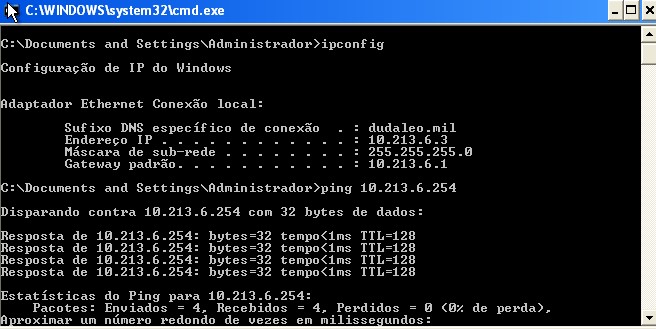 C:\WINDOWS\system32\cmd.exe
C:\Documents and Settings\Administrador>ipconfig
Configuração de IP do Windows
Adaptador Ethernet Conexão local:
Sufixo DNS específico de conexão . : dudaleo.mil
Endereço IP . . . . . . . . . . . . : 10.213.6.3
Máscara de sub-rede . . . . . . . . : 255.255.255.0
Gateway padrão. . . . . . . . . . . : 10.213.6.1
C:\Documents and Settings\Administrador>ping 10.213.6.254
Disparando contra 10.213.6.254 com 32 bytes de dados:
Resposta de 10.213.6.254: bytes=32 tempo<1ms TTL=128
Resposta de 10.213.6.254: bytes=32 tempo<1ms TTL=128
Resposta de 10.213.6.254: bytes=32 tempo<1ms TTL=128
Resposta de 10.213.6.254: bytes=32 tempo<1ms TTL=128
Estatísticas do Ping para 10.213.6.254:
Pacotes: Enviados = 4, Recebidos = 4, Perdidos = 0 (0% de perda),
Aproximar um número redondo de vezes em milissegundos: